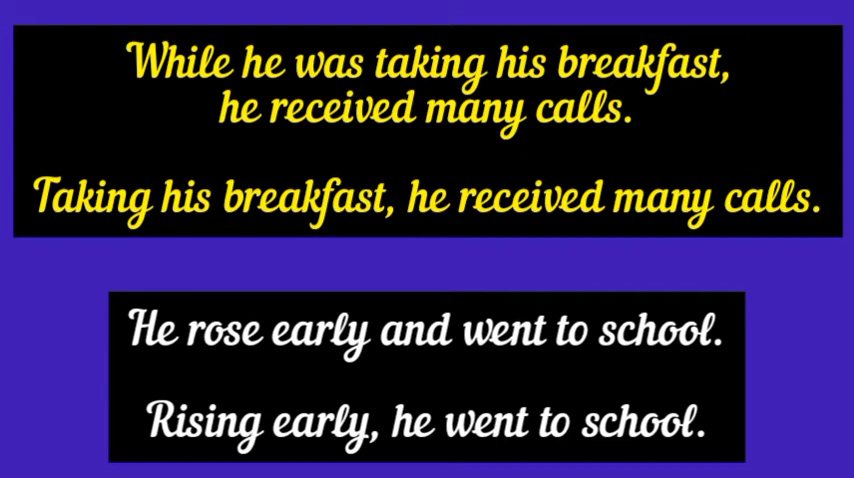 While he was taking his breakfast,
he received many calls.
Taking his breakfast, he received many calls.
He rose early and went to school.
Rising early, he went to school.